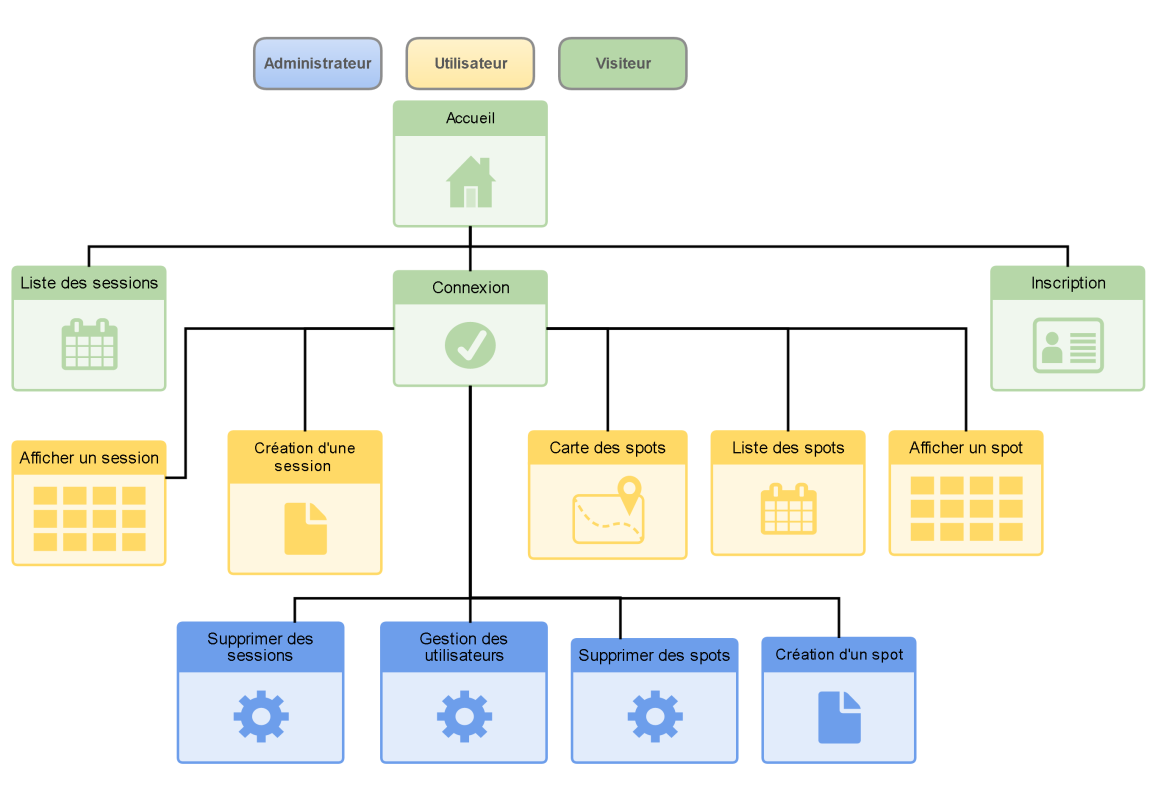 Administrateur
Utilisateur
Visiteur
Accueil
Liste des sessions
Connexion
Inscription
Afficher un session
Création d'une
session
Carte des spots
Liste des spots
Afficher un spot
Supprimer des
sessions
Gestion des
utilisateurs
Supprimer des spots
Création d'un spot